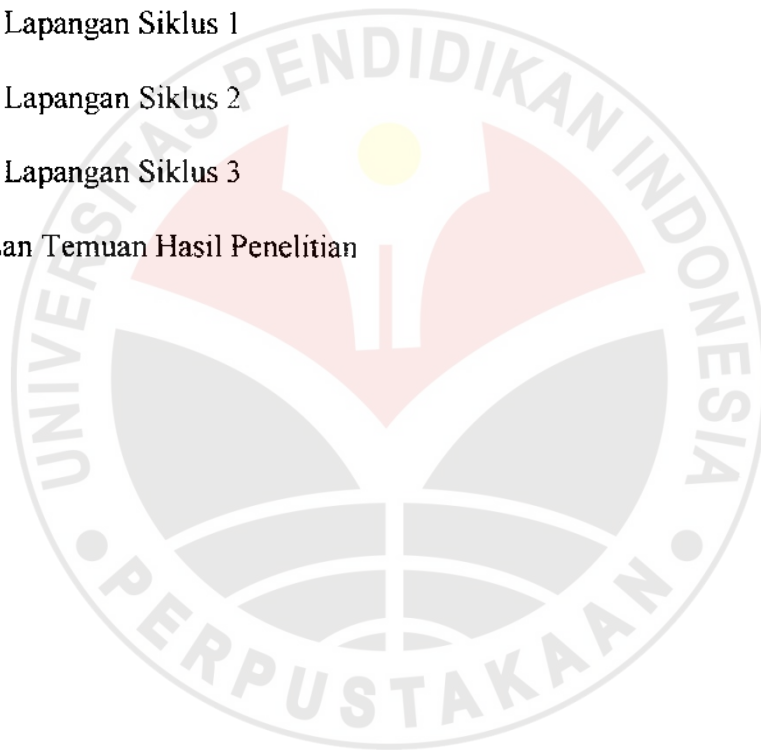 Lapangan Siklus 1
Lapangan Siklus 2
Lapangan Siklus 3
an Temuan Hasil Penelitian
UNIVERSITAS PENDIDIKAN INDONESIA
PERPUSTAKAAN